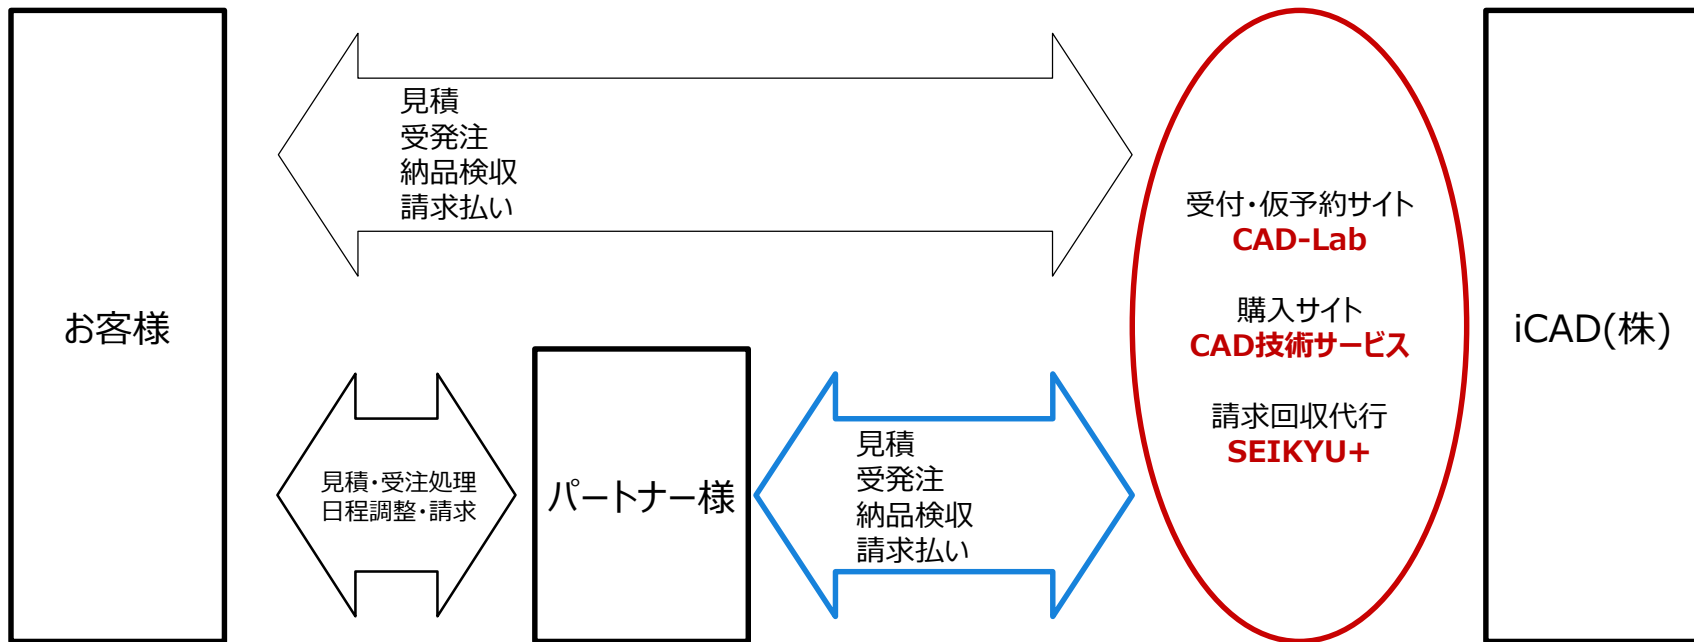 お客様
見積
受発注
納品検収
請求払い
見積・受注処理
日程調整・請求
パートナー様
見積
受発注
納品検収
請求払い
受付・仮予約サイト
CAD-Lab
購入サイト
CAD技術サービス
請求回収代行
SEIKYU+
iCAD(株)